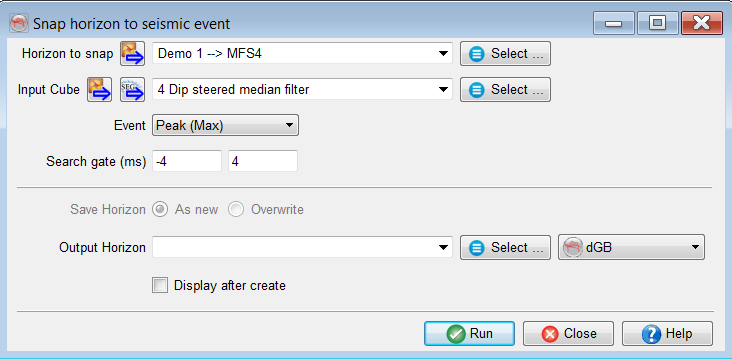 Snap horizon to seismic event
Horizon to snap Demo 1 --> MFS4 Select ...
Input Cube SEG 4 Dip steered median filter Select ...
Event Peak (Max)
Search gate (ms) -4 4
Save Horizon As new Overwrite
Output Horizon Select ... dGB
Display after create
Run Close Help